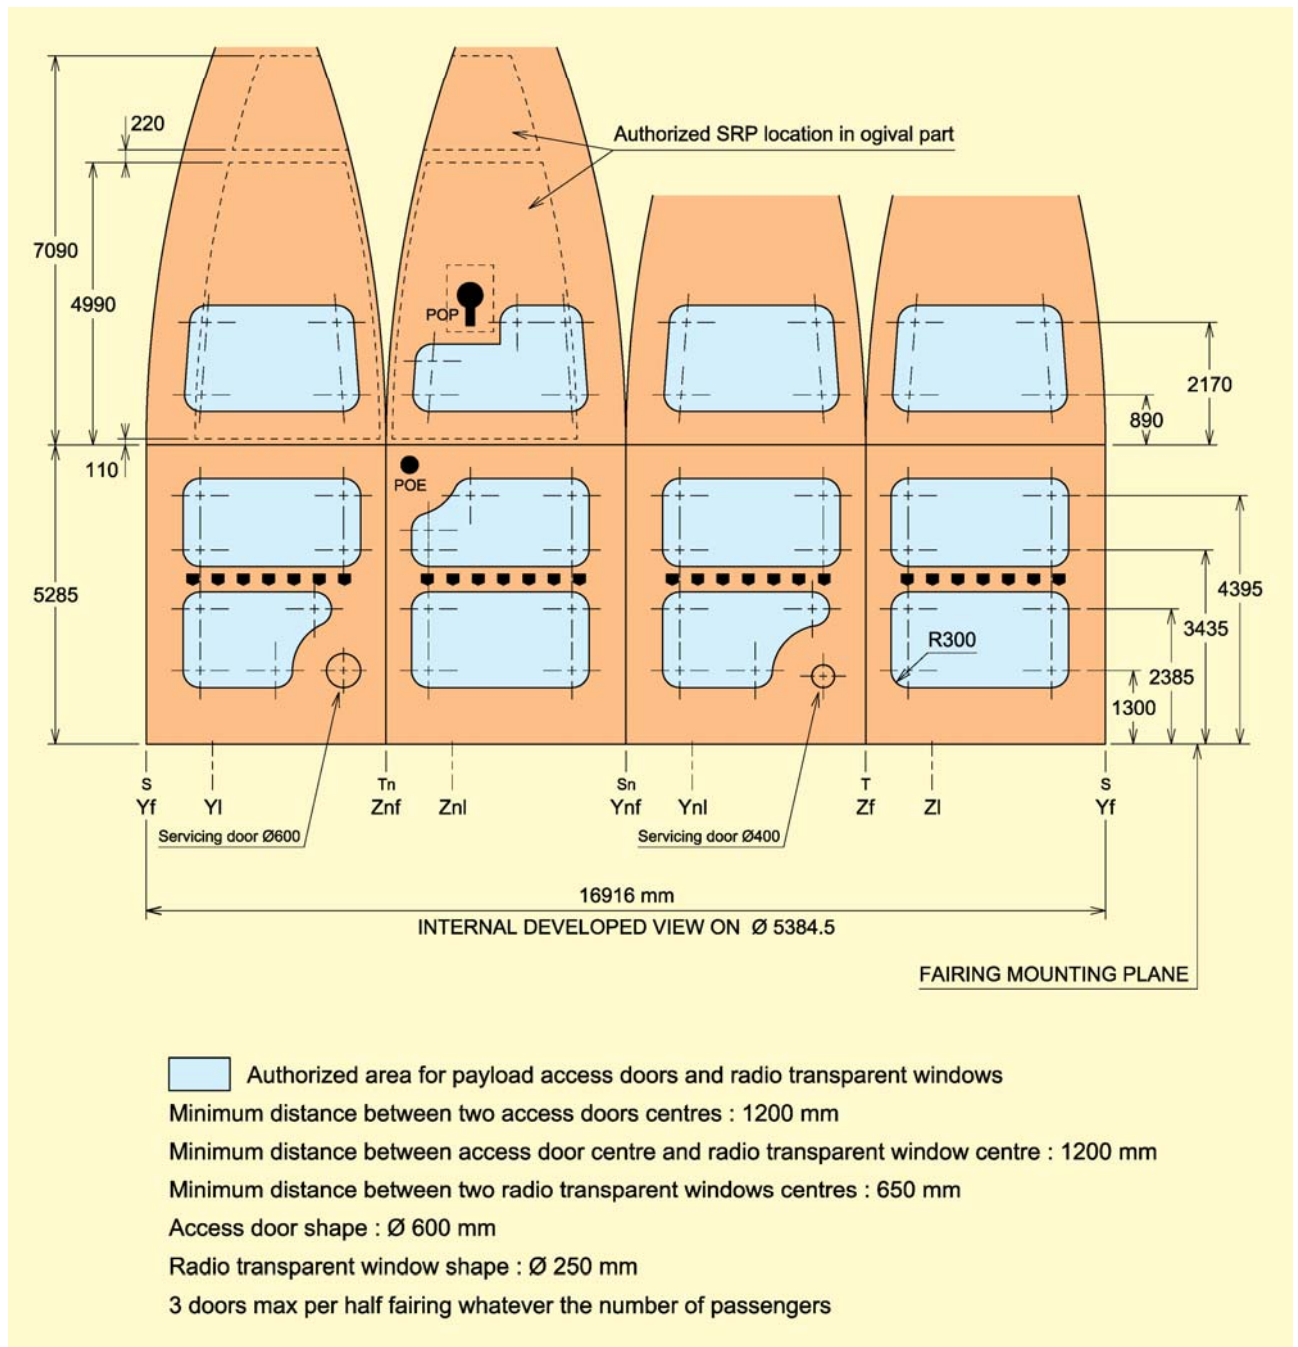 220
Authorized SRP location in ogival part
7090
4990
POP
2170
890
110
POE
5285
4395
3435
R300
2385
1300
S Tn Sn T S
Yf Yl Znf Znl Ynf Ynl Zf Zl Yf
Servicing door Ø600
Servicing door Ø400
16916 mm
INTERNAL DEVELOPED VIEW ON Ø 5384.5
FAIRING MOUNTING PLANE
Authorized area for payload access doors and radio transparent windows
Minimum distance between two access doors centres : 1200 mm
Minimum distance between access door centre and radio transparent window centre : 1200 mm
Minimum distance between two radio transparent windows centres : 650 mm
Access door shape : Ø 600 mm
Radio transparent window shape : Ø 250 mm
3 doors max per half fairing whatever the number of passengers